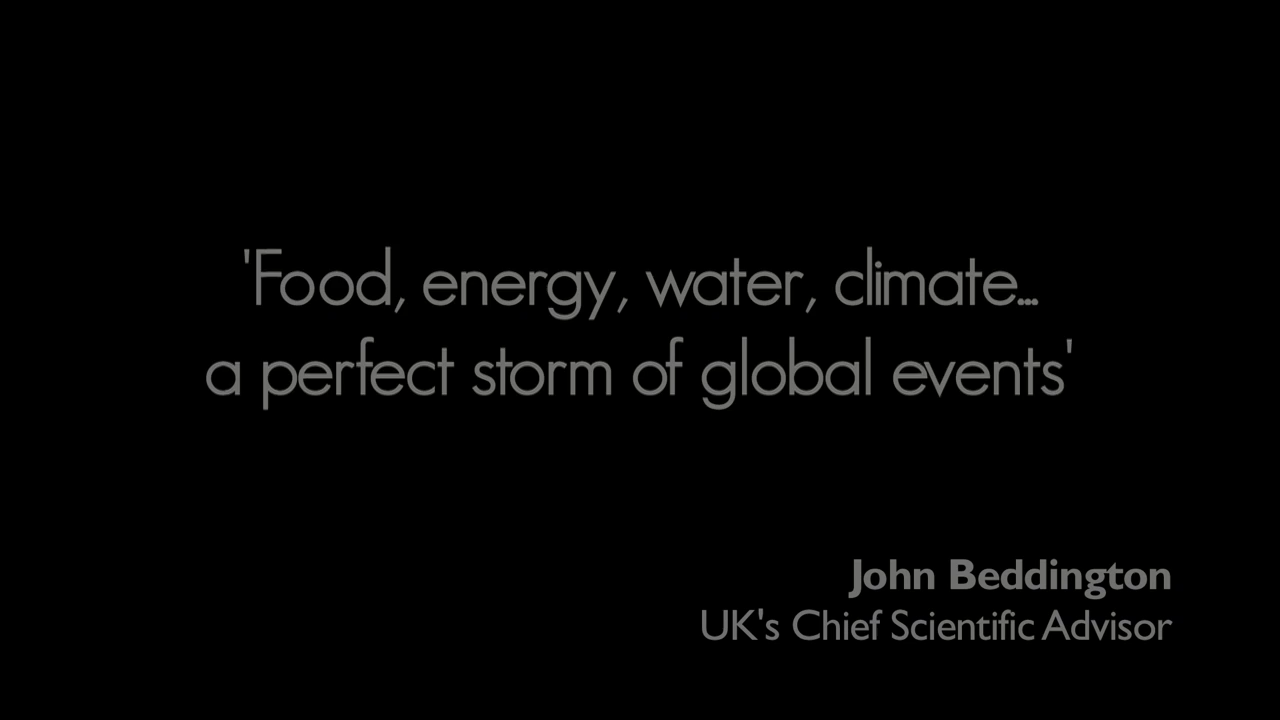 'Food, energy, water, climate...
a perfect storm of global events'
John Beddington
UK's Chief Scientific Advisor